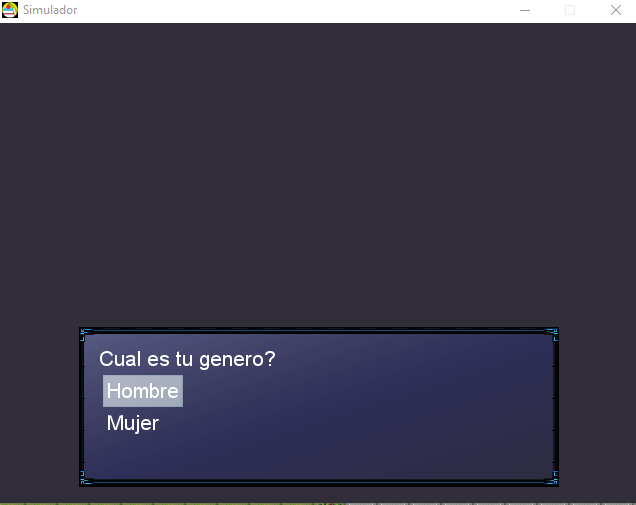 Simulador
Cual es tu genero?
Hombre
Mujer